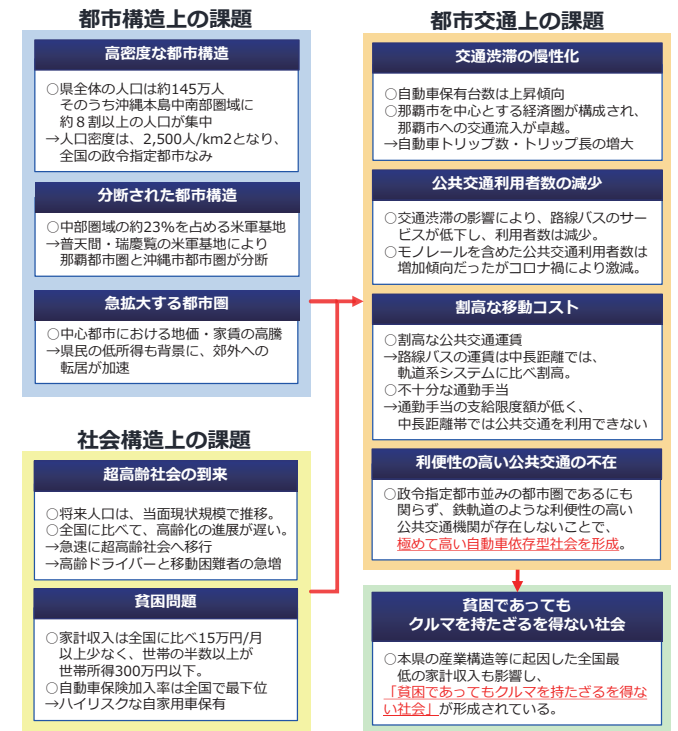 都市構造上の課題
高密度な都市構造
○県全体の人口は約145万人
そのうち沖縄本島中南部圏域に
約８割以上の人口が集中
→人口密度は、2,500人/km2となり、
全国の政令指定都市なみ
分断された都市構造
○中部圏域の約23%を占める米軍基地
→普天間・瑞慶覧の米軍基地により
那覇都市圏と沖縄市都市圏が分断
急拡大する都市圏
○中心都市における地価・家賃の高騰
→県民の低所得も背景に、郊外への
転居が加速
社会構造上の課題
超高齢社会の到来
○将来人口は、当面現状規模で推移。
○全国に比べて、高齢化の進展が遅い。
→急速に超高齢社会へ移行
→高齢ドライバーと移動困難者の急増
貧困問題
○家計収入は全国に比べ15万円/月
以上少なく、世帯の半数以上が
世帯所得300万円以下。
○自動車保険加入率は全国で最下位
→ハイリスクな自家用車保有
都市交通上の課題
交通渋滞の慢性化
○自動車保有台数は上昇傾向
○那覇市を中心とする経済圏が構成され、
那覇市への交通流入が卓越。
→自動車トリップ数・トリップ長の増大
公共交通利用者数の減少
○交通渋滞の影響により、路線バスのサー
ビスが低下し、利用者数は減少。
○モノレールを含めた公共交通利用者数は
増加傾向だったがコロナ禍により激減。
割高な移動コスト
○割高な公共交通運賃
→路線バスの運賃は中長距離では、
軌道系システムに比べ割高。
○不十分な通勤手当
→通勤手当の支給限度額が低く、
中長距離帯では公共交通を利用できない
利便性の高い公共交通の不在
○政令指定都市並みの都市圏であるにも
関らず、鉄軌道のような利便性の高い
公共交通機関が存在しないことで、
極めて高い自動車依存型社会を形成。
貧困であっても
クルマを持たざるを得ない社会
○本県の産業構造等に起因した全国最
低の家計収入も影響し、
「貧困であってもクルマを持たざるを得な
い社会」が形成されている。